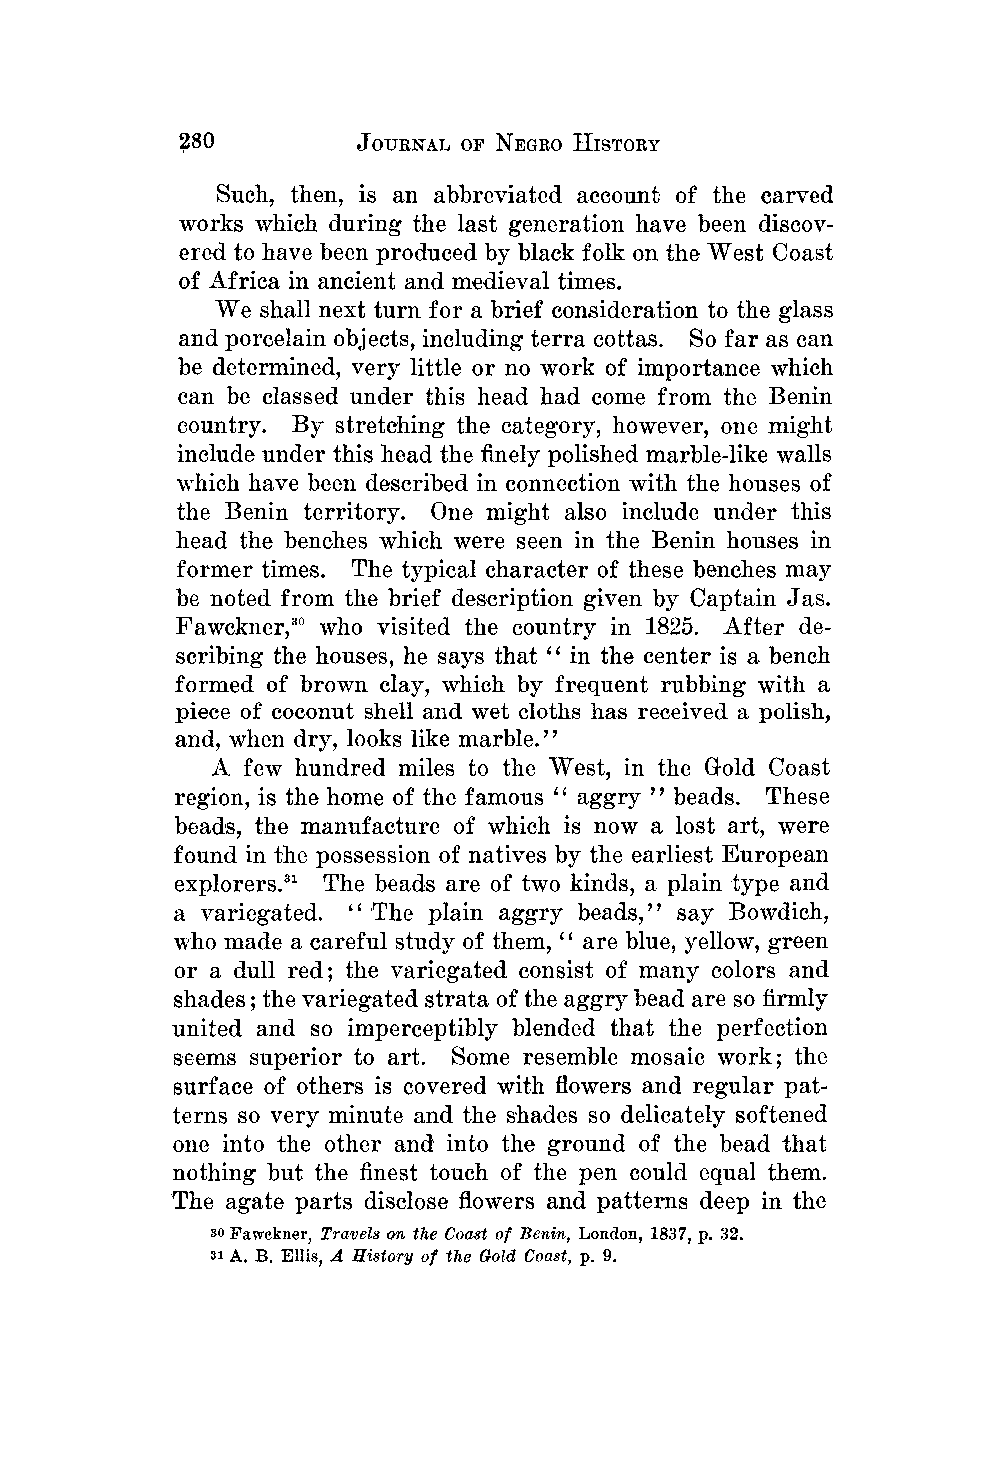 280 JOURNAL OF NEGRO HISTORY
Such, then, is an abbreviated account of the carved
works which during the last generation have been discov-
ered to have been produced by black folk on the West Coast
of Africa in ancient and medieval times.
We shall next turn for a brief consideration to the glass
and porcelain objects, including terra cottas. So far as can
be determined, very little or no work of importance which
can be classed under this head had come from the Benin
country. By stretching the category, however, one might
include under this head the finely polished marble-like walls
which have been described in connection with the houses of
the Benin territory. One might also include under this
head the benches which were seen in the Benin houses in
former times. The typical character of these benches may
be noted from the brief description given by Captain Jas.
Fawckner,³⁰ who visited the country in 1825. After de-
scribing the houses, he says that “ in the center is a bench
formed of brown clay, which by frequent rubbing with a
piece of coconut shell and wet cloths has received a polish,
and, when dry, looks like marble.”
A few hundred miles to the West, in the Gold Coast
region, is the home of the famous “ aggry ” beads. These
beads, the manufacture of which is now a lost art, were
found in the possession of natives by the earliest European
explorers.³¹ The beads are of two kinds, a plain type and
a variegated. “ The plain aggry beads,” say Bowdich,
who made a careful study of them, “ are blue, yellow, green
or a dull red; the variegated consist of many colors and
shades; the variegated strata of the aggry bead are so firmly
united and so imperceptibly blended that the perfection
seems superior to art. Some resemble mosaic work; the
surface of others is covered with flowers and regular pat-
terns so very minute and the shades so delicately softened
one into the other and into the ground of the bead that
nothing but the finest touch of the pen could equal them.
The agate parts disclose flowers and patterns deep in the
³⁰ Fawckner, Travels on the Coast of Benin, London, 1837, p. 32.
³¹ A. B. Ellis, A History of the Gold Coast, p. 9.